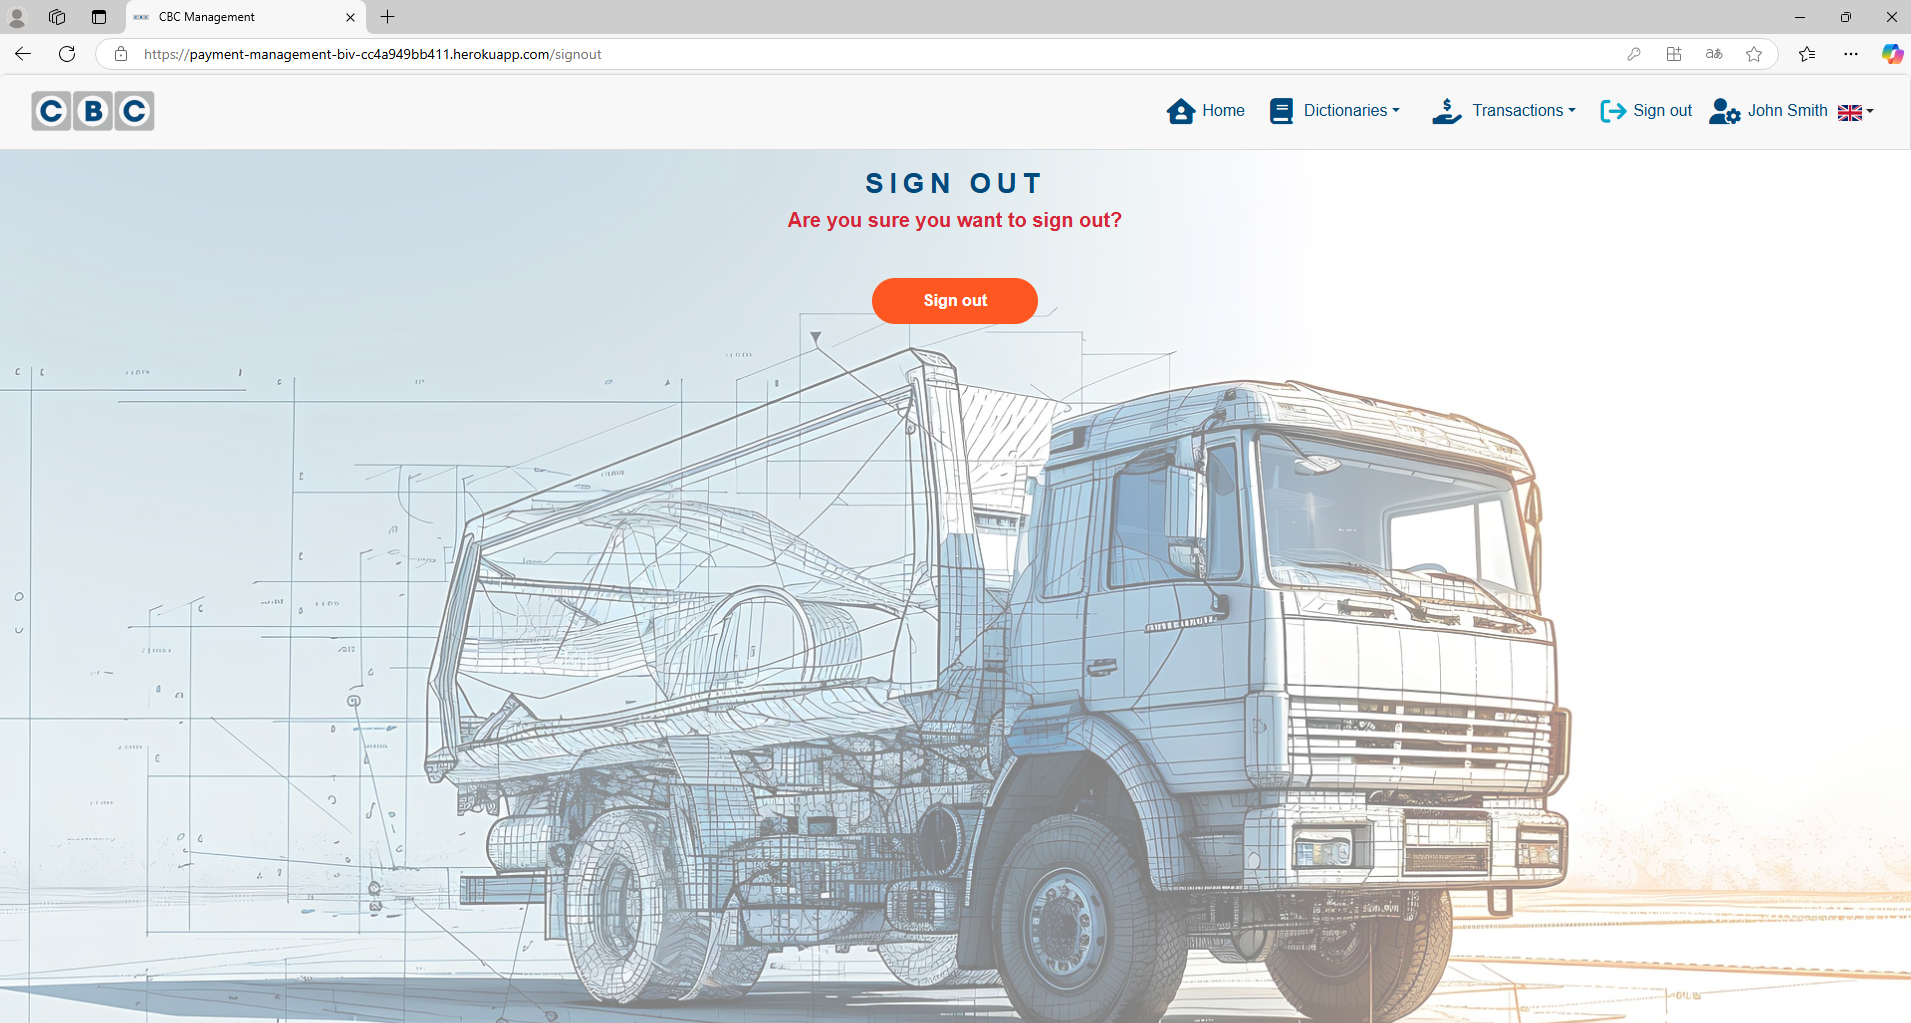 CBC Management
https://payment-management-biv-cc4a949bb411.herokuapp.com/signout
CBC
Home
Dictionaries
Transactions
Sign out
John Smith
SIGN OUT
Are you sure you want to sign out?
Sign out